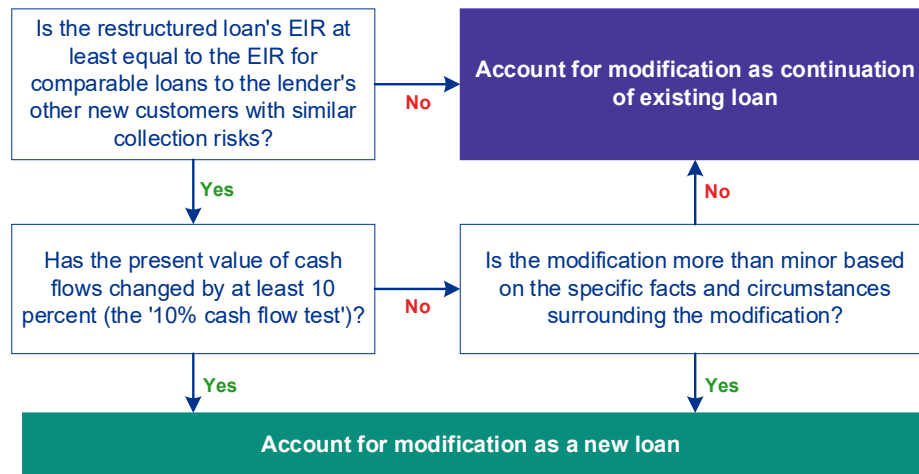 Is the restructured loan's EIR at
least equal to the EIR for
comparable loans to the lender's
other new customers with similar
collection risks?
No
Account for modification as continuation
of existing loan
Yes
No
Has the present value of cash
flows changed by at least 10
percent (the '10% cash flow test')?
No
Is the modification more than minor based
on the specific facts and circumstances
surrounding the modification?
Yes
Yes
Account for modification as a new loan